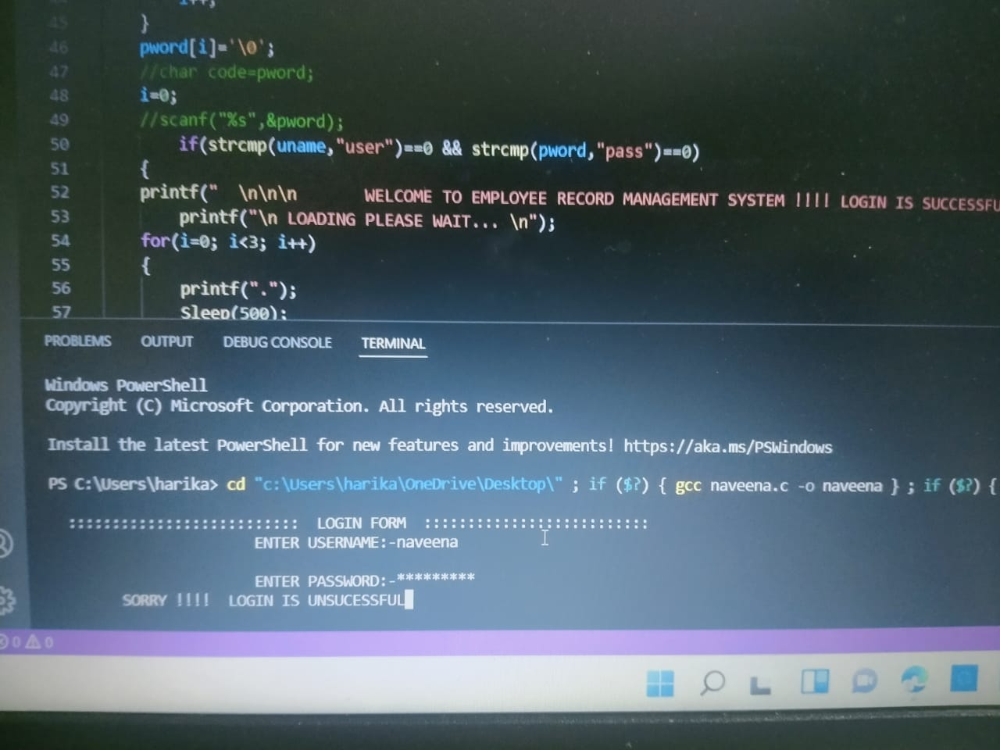 i++;
45 }
46 pword[i]='\0';
47 //char code=pword;
48 i=0;
49 //scanf("%s",&pword);
50 if(strcmp(uname,"user")==0 && strcmp(pword,"pass")==0)
51 {
52 printf("  \n\n\n       WELCOME TO EMPLOYEE RECORD MANAGEMENT SYSTEM !!!! LOGIN IS SUCCESSFU
53 printf("\n LOADING PLEASE WAIT... \n");
54 for(i=0; i<3; i++)
55 {
56 printf(".");
57 Sleep(500);
PROBLEMS OUTPUT DEBUG CONSOLE TERMINAL
Windows PowerShell
Copyright (C) Microsoft Corporation. All rights reserved.
Install the latest PowerShell for new features and improvements! https://aka.ms/PSWindows
PS C:\Users\harika> cd "c:\Users\harika\OneDrive\Desktop\" ; if ($?) { gcc naveena.c -o naveena } ; if ($?) {
:::::::::::::::::::::::::: LOGIN FORM ::::::::::::::::::::::::::
ENTER USERNAME:-naveena
ENTER PASSWORD:-*********
SORRY !!!!  LOGIN IS UNSUCESSFUL
0 0